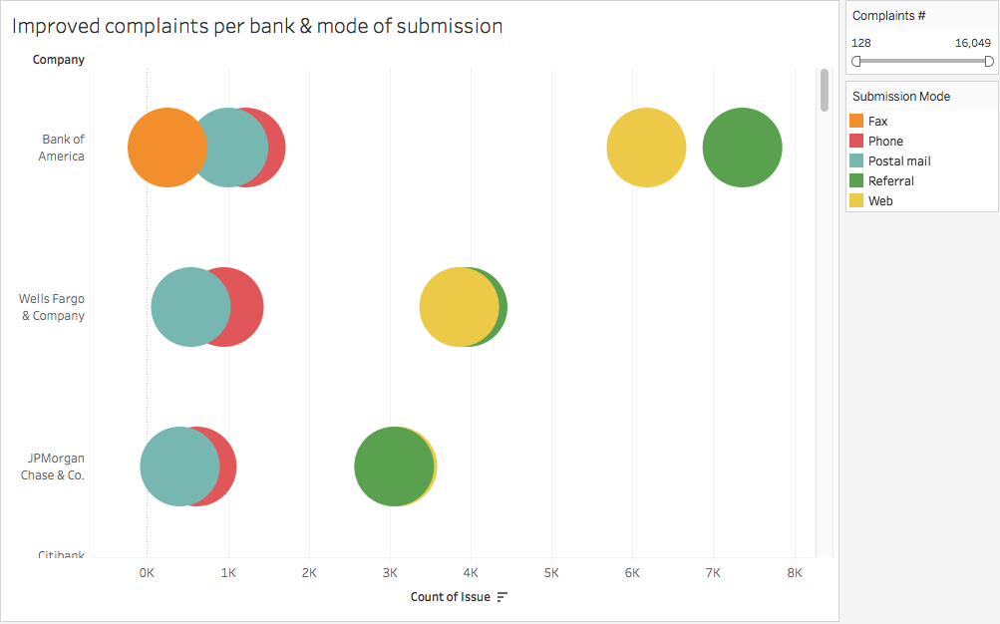 Improved complaints per bank & mode of submission
Company
Bank of
America
Wells Fargo
& Company
JPMorgan
Chase & Co.
Citibank
0K 1K 2K 3K 4K 5K 6K 7K 8K
Count of Issue
Complaints #
128 16,049
Submission Mode
Fax
Phone
Postal mail
Referral
Web